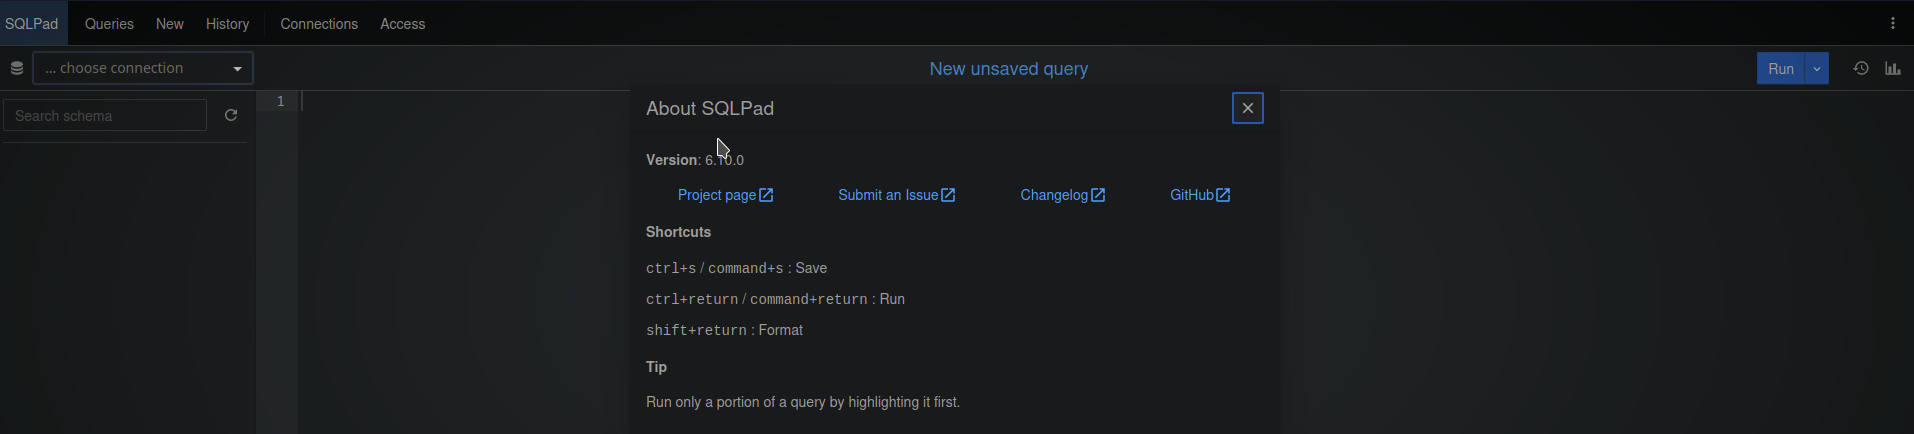 SQLPad Queries New History Connections Access
... choose connection New unsaved query Run
Search schema 1
About SQLPad
Version: 6.10.0
Project page Submit an Issue Changelog GitHub
Shortcuts
ctrl+s / command+s : Save
ctrl+return / command+return : Run
shift+return : Format
Tip
Run only a portion of a query by highlighting it first.